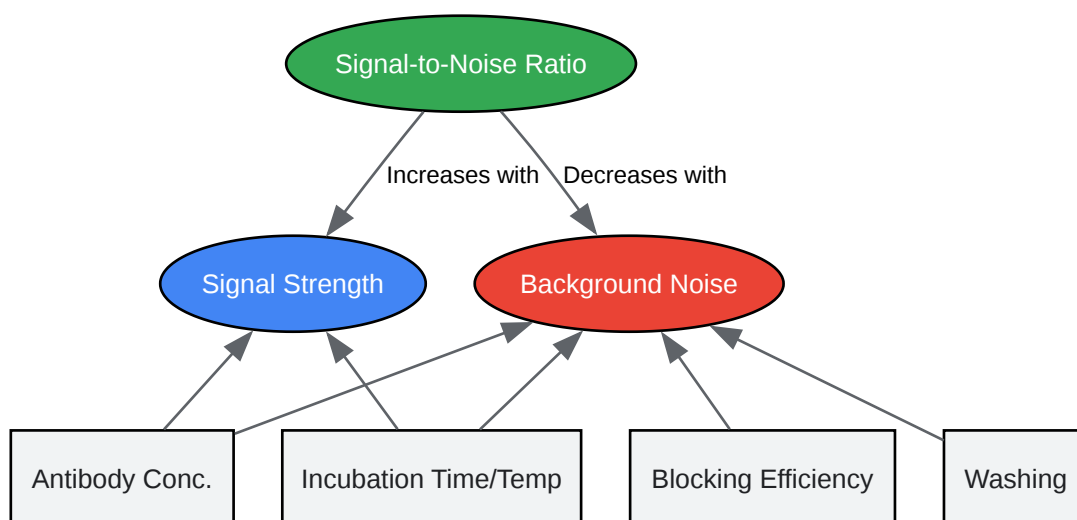 Signal-to-Noise Ratio
Increases with
Decreases with
Signal Strength
Background Noise
Antibody Conc.
Incubation Time/Temp
Blocking Efficiency
Washing